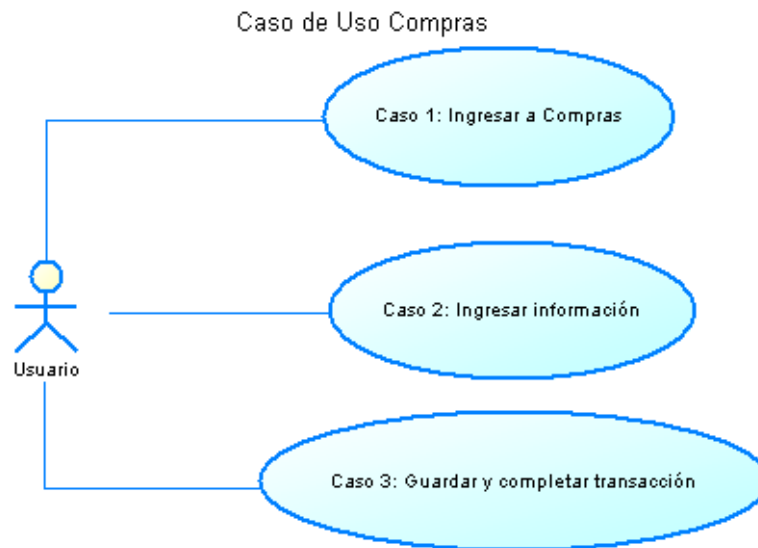 Caso de Uso Compras
Caso 1: Ingresar a Compras
Caso 2: Ingresar información
Usuario
Caso 3: Guardar y completar transacción